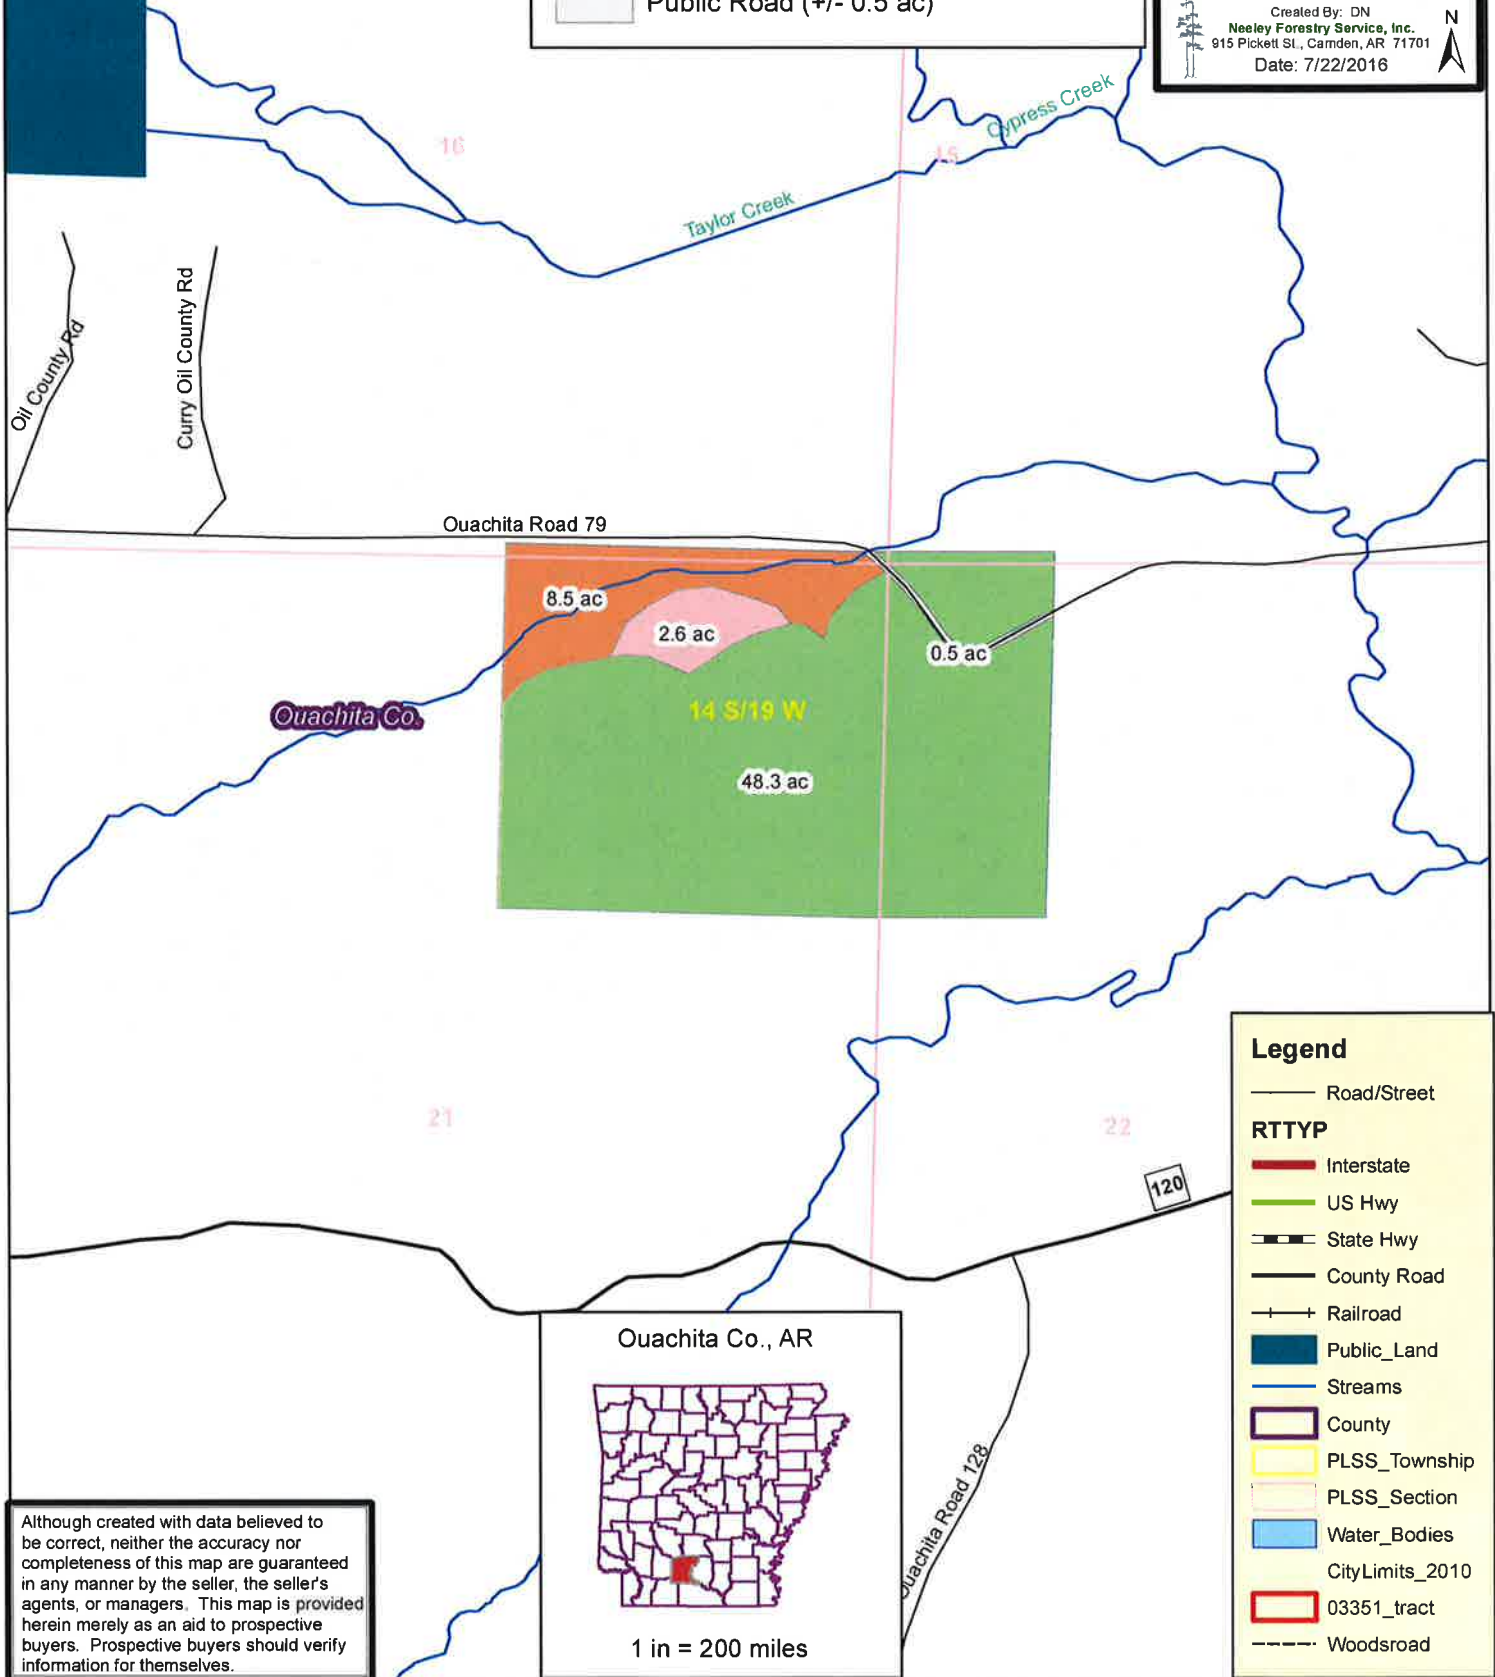 Public Road (+/- 0.5 ac)
Created By: DN
Neeley Forestry Service, Inc.
915 Pickett St., Camden, AR 71701
Date: 7/22/2016
N
Cypress Creek
16
15
Taylor Creek
Oil County Rd
Curry Oil County Rd
Ouachita Road 79
8.5 ac
2.6 ac
0.5 ac
14 S/19 W
Ouachita Co.
48.3 ac
21
22
120
Ouachita Road 128
Legend
Road/Street
RTTYP
Interstate
US Hwy
State Hwy
County Road
Railroad
Public_Land
Streams
County
PLSS_Township
PLSS_Section
Water_Bodies
CityLimits_2010
03351_tract
Woodsroad
Ouachita Co., AR
1 in = 200 miles
Although created with data believed to
be correct, neither the accuracy nor
completeness of this map are guaranteed
in any manner by the seller, the seller's
agents, or managers. This map is provided
herein merely as an aid to prospective
buyers. Prospective buyers should verify
information for themselves.